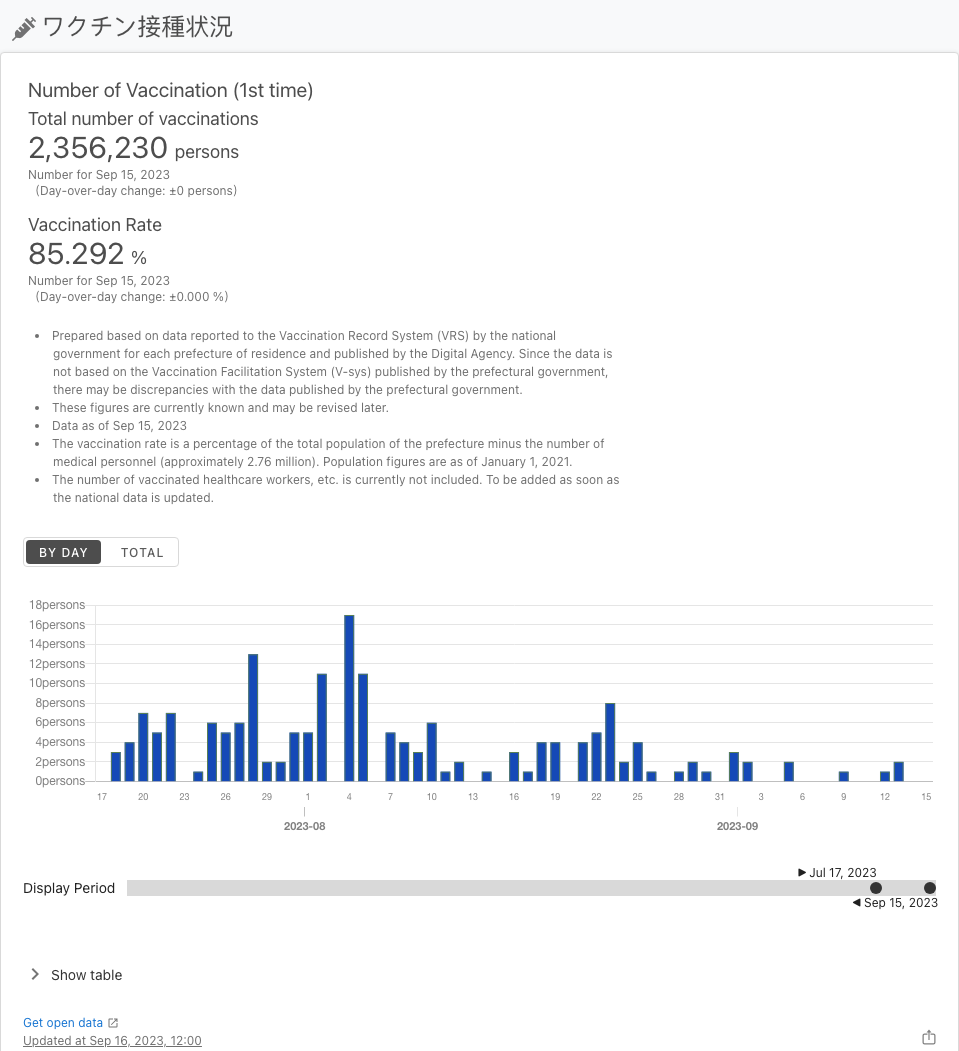 ワクチン接種状況
Number of Vaccination (1st time)
Total number of vaccinations
2,356,230 persons
Number for Sep 15, 2023
(Day-over-day change: ±0 persons)
Vaccination Rate
85.292 %
Number for Sep 15, 2023
(Day-over-day change: ±0.000 %)
• Prepared based on data reported to the Vaccination Record System (VRS) by the national
government for each prefecture of residence and published by the Digital Agency. Since the data is
not based on the Vaccination Facilitation System (V-sys) published by the prefectural government,
there may be discrepancies with the data published by the prefectural government.
• These figures are currently known and may be revised later.
• Data as of Sep 15, 2023
• The vaccination rate is a percentage of the total population of the prefecture minus the number of
medical personnel (approximately 2.76 million). Population figures are as of January 1, 2021.
• The number of vaccinated healthcare workers, etc. is currently not included. To be added as soon as
the national data is updated.
BY DAY TOTAL
18persons
16persons
14persons
12persons
10persons
8persons
6persons
4persons
2persons
0persons
17 20 23 26 29 1 4 7 10 13 16 19 22 25 28 31 3 6 9 12 15
2023-08 2023-09
Jul 17, 2023
Display Period
Sep 15, 2023
Show table
Get open data
Updated at Sep 16, 2023, 12:00